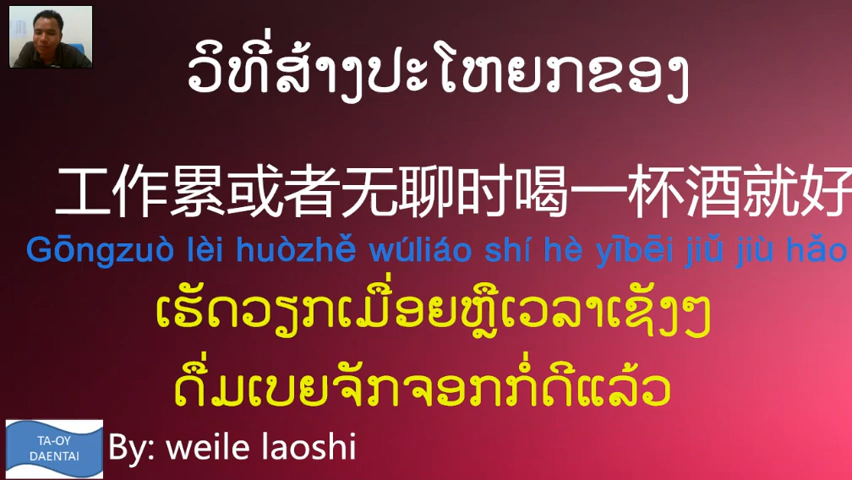 ວິທີ່ສ້າງປະໂຫຍກຂອງ
工作累或者无聊时喝一杯酒就好
Gōngzuò lèi huòzhě wúliáo shí hè yībēi jiǔ jiù hǎo
ເຮັດວຽກເມື່ອຍຫຼືເວລາເຊັງໆ
ດື່ມເບຍຈັກຈອກກໍ່ດີແລ້ວ
TA-OY
DAENTAI
By: weile laoshi